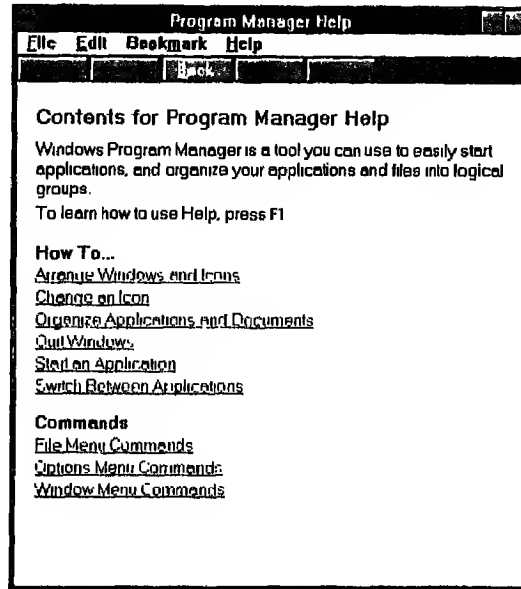 Program Manager Help
File Edit Bookmark Help
Back
Contents for Program Manager Help
Windows Program Manager is a tool you can use to easily start
applications, and organize your applications and files into logical
groups.
To learn how to use Help, press F1
How To...
Arrange Windows and Icons
Change an Icon
Organize Applications and Documents
Quit Windows
Start an Application
Switch Between Applications
Commands
File Menu Commands
Options Menu Commands
Window Menu Commands